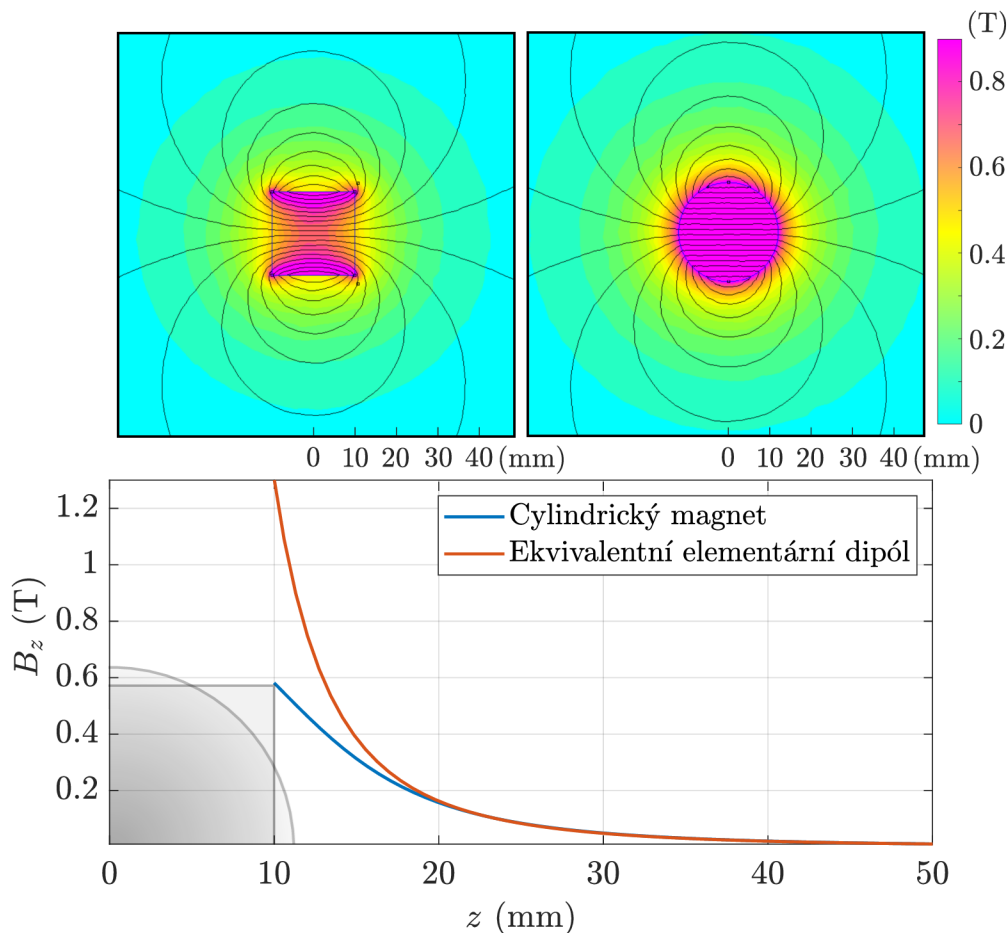 (T)
0.8
0.6
0.4
0.2
0
0 10 20 30 40 (mm)
0 10 20 30 40 (mm)
1.2
1
0.8
0.6
0.4
0.2
B_z (T)
Cylindrický magnet
Ekvivalentní elementární dipól
0 10 20 30 40 50
z (mm)